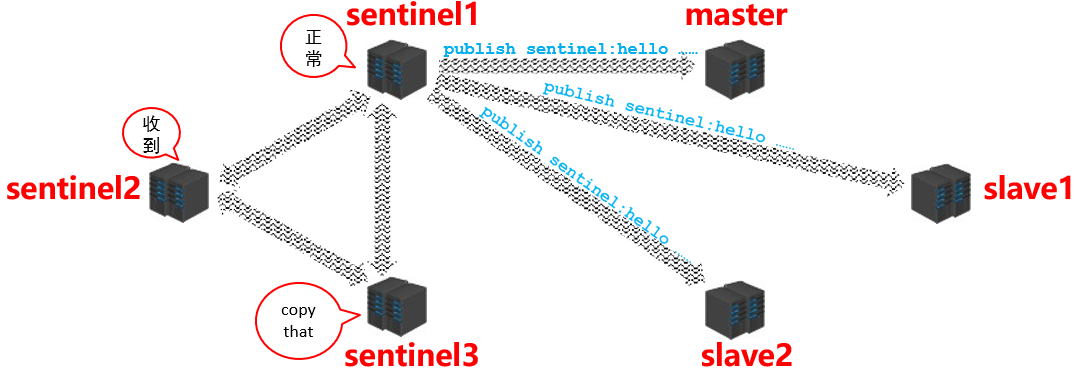 sentinel1
master
正
常
publish sentinel:hello ……
publish sentinel:hello ……
publish sentinel:hello ……
收
到
sentinel2
slave1
copy
that
sentinel3
slave2